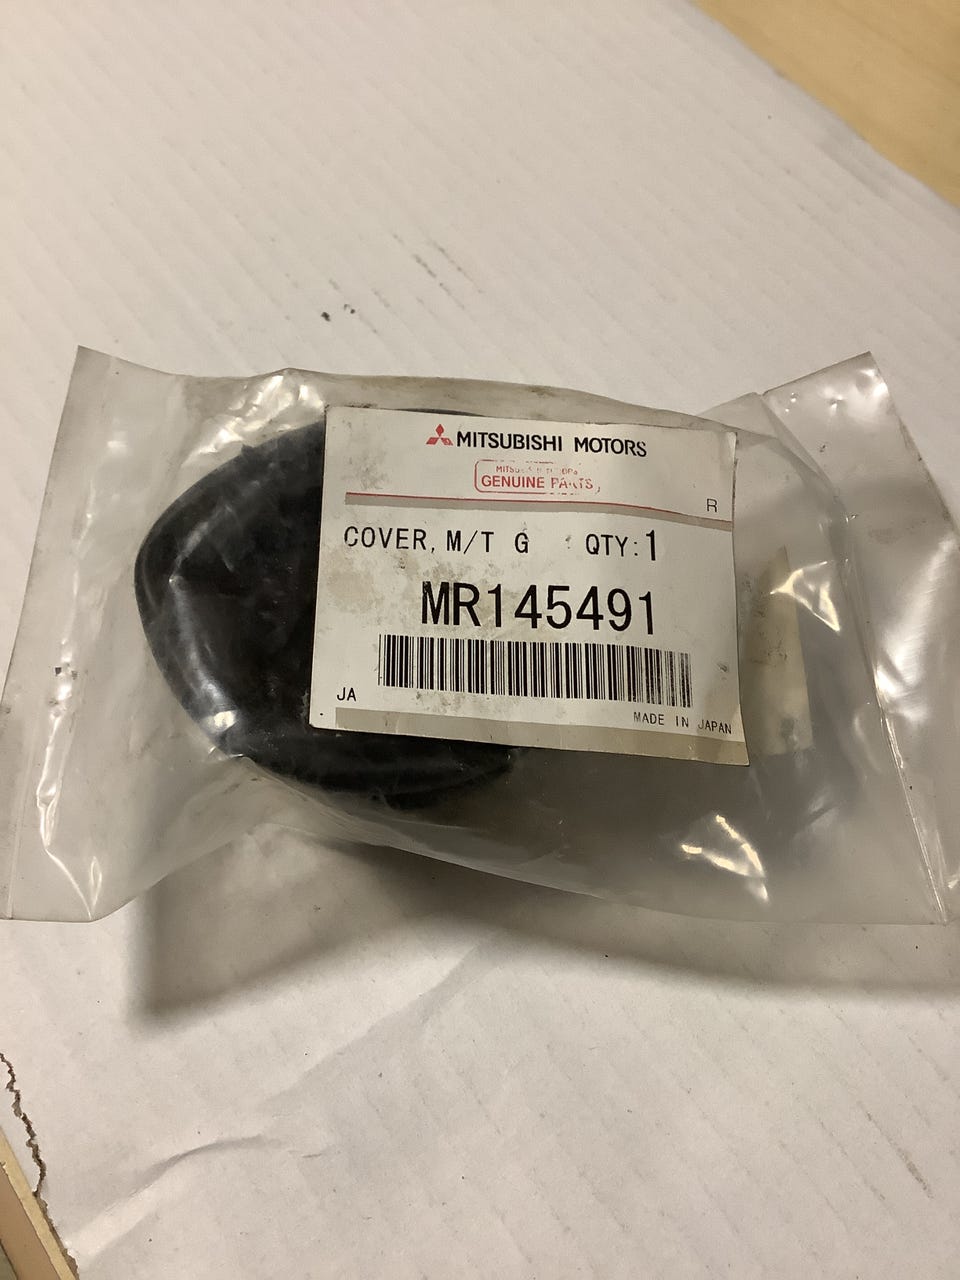 MITSUBISHI MOTORS
GENUINE PARTS
R
COVER, M/T G QTY:1
MR145491
JA
MADE IN JAPAN